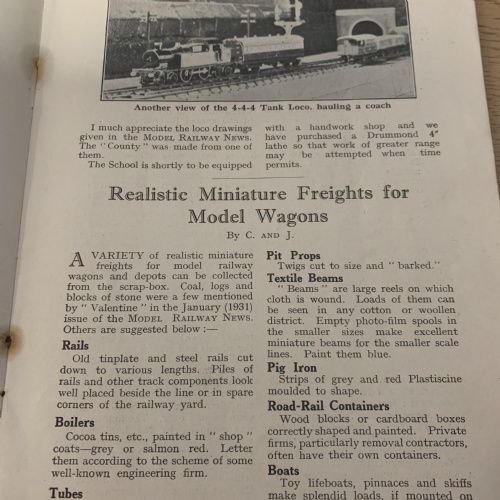 Another view of the 4-4-4 Tank Loco, hauling a coach
I much appreciate the loco drawings
given in the MODEL RAILWAY NEWS.
The "County" was made from one of
them.
The School is shortly to be equipped
with a handwork shop and we
have purchased a Drummond 4"
lathe so that work of greater range
may be attempted when time
permits.
Realistic Miniature Freights for
Model Wagons
By C. AND J.
A VARIETY of realistic miniature
freights for model railway
wagons and depots can be collected
from the scrap-box. Coal, logs and
blocks of stone were a few mentioned
by "Valentine" in the January (1931)
issue of the MODEL RAILWAY NEWS.
Others are suggested below :—
Rails
Old tinplate and steel rails cut
down to various lengths. Piles of
rails and other track components look
well placed beside the line or in spare
corners of the railway yard.
Boilers
Cocoa tins, etc., painted in "shop"
coats—grey or salmon red. Letter
them according to the scheme of some
well-known engineering firm.
Tubes
Pit Props
Twigs cut to size and "barked."
Textile Beams
"Beams" are large reels on which
cloth is wound. Loads of them can
be seen in any cotton or woollen
district. Empty photo-film spools in
the smaller sizes make excellent
miniature beams for the smaller scale
lines. Paint them blue.
Pig Iron
Strips of grey and red Plastiscine
moulded to shape.
Road-Rail Containers
Wood blocks or cardboard boxes
correctly shaped and painted. Private
firms, particularly removal contractors,
often have their own containers.
Boats
Toy lifeboats, pinnaces and skiffs
make splendid loads, if mounted on